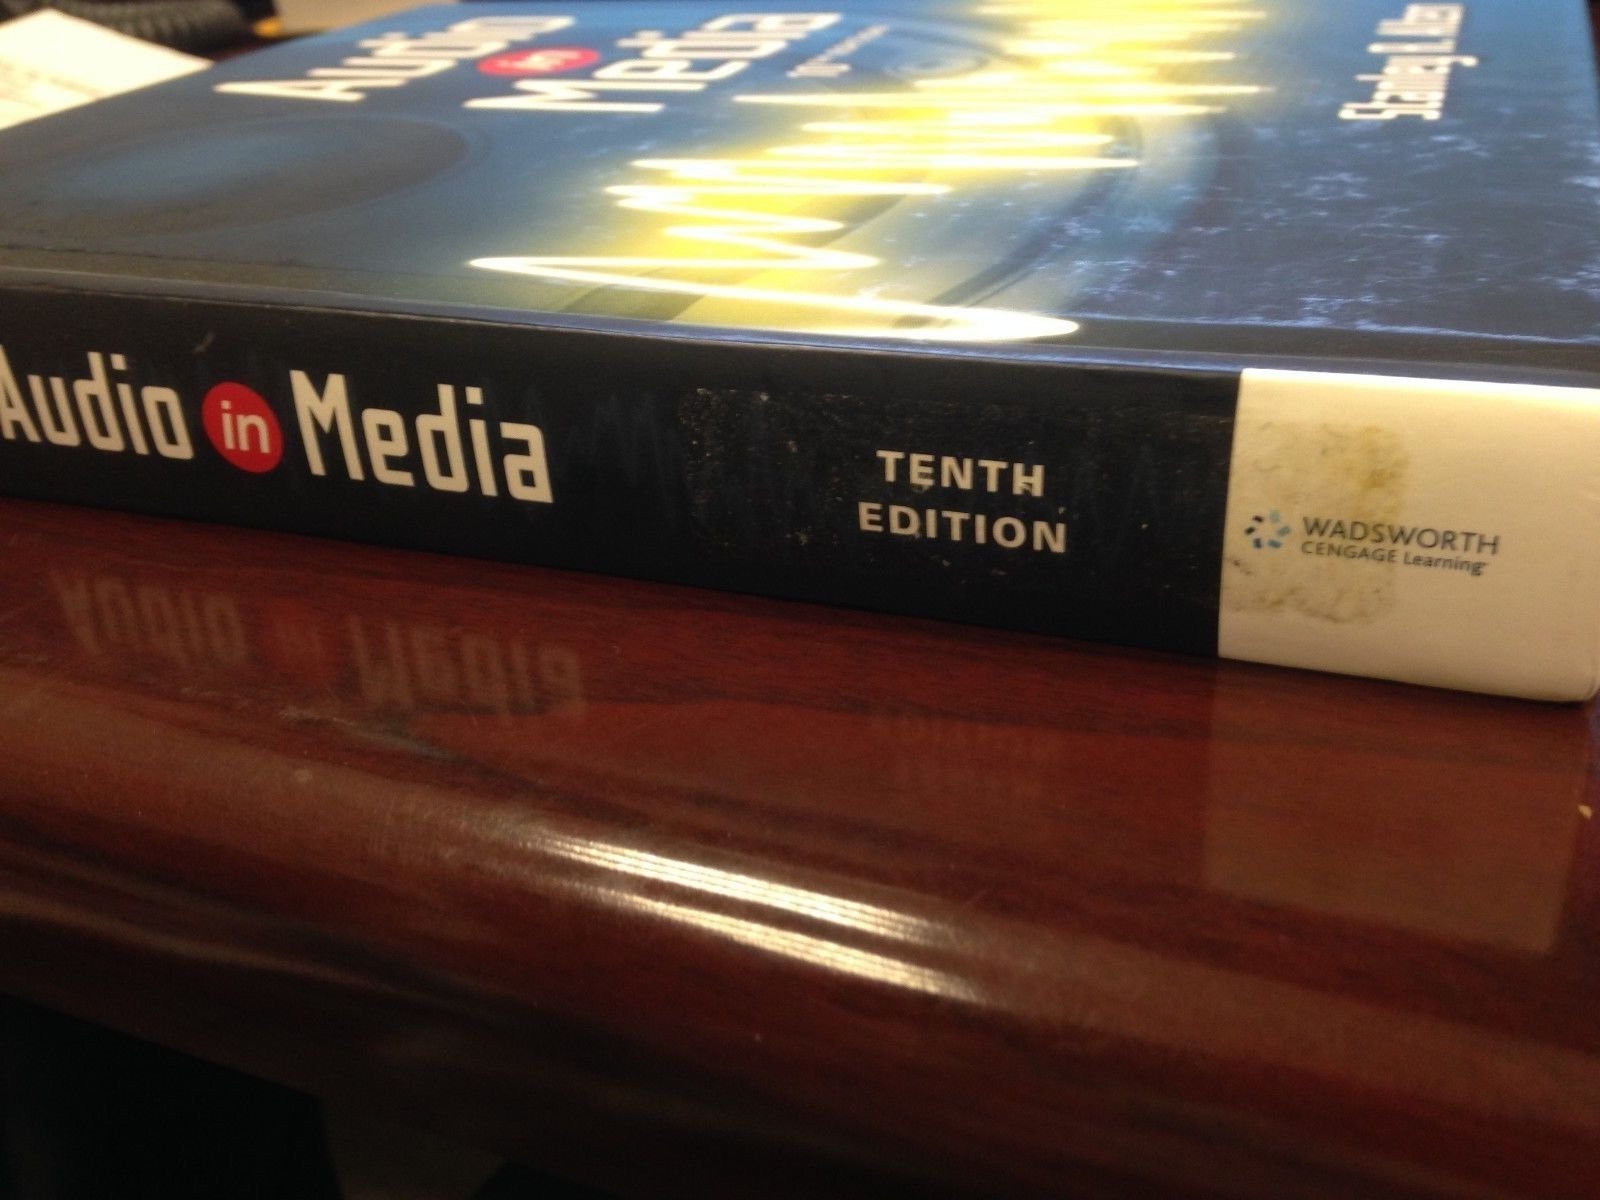 Audio
in
Media
Stanley R. Alten
Audio in Media
TENTH
EDITION
WADSWORTH
CENGAGE Learning